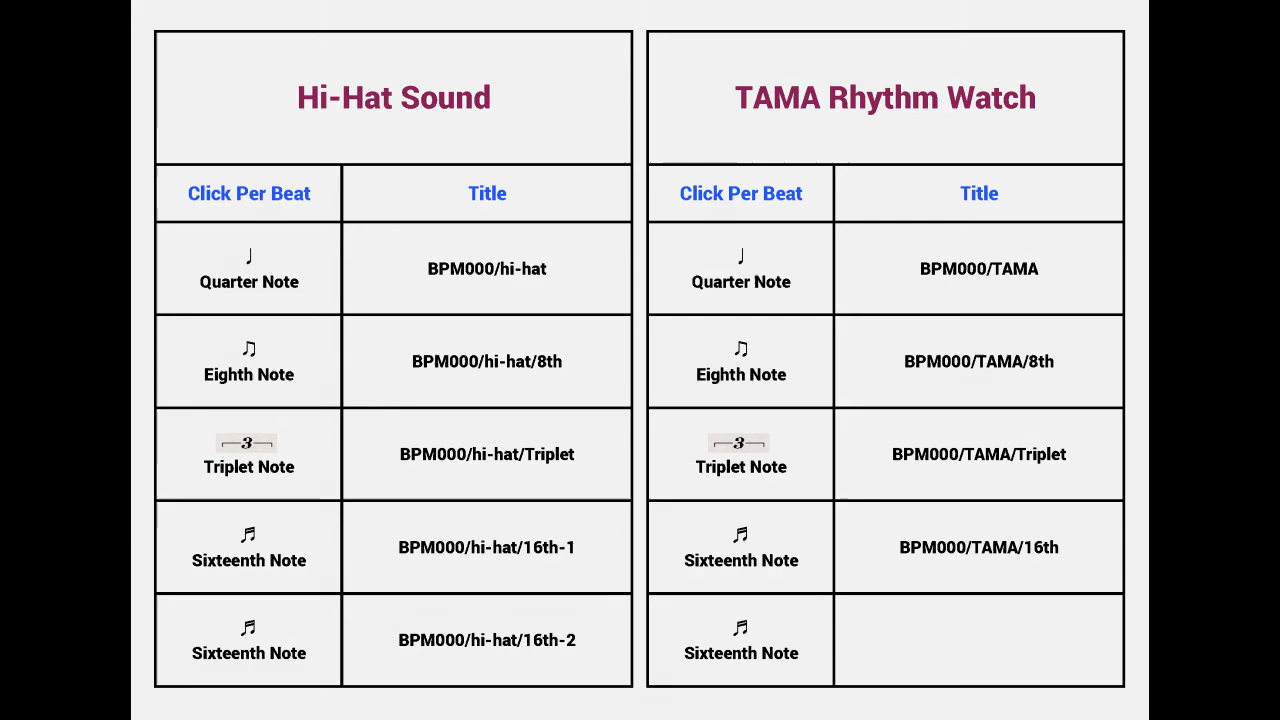 Hi-Hat Sound
Click Per Beat
Title
♩
Quarter Note
BPM000/hi-hat
♫
Eighth Note
BPM000/hi-hat/8th
3
Triplet Note
BPM000/hi-hat/Triplet
♬
Sixteenth Note
BPM000/hi-hat/16th-1
♬
Sixteenth Note
BPM000/hi-hat/16th-2
TAMA Rhythm Watch
Click Per Beat
Title
♩
Quarter Note
BPM000/TAMA
♫
Eighth Note
BPM000/TAMA/8th
3
Triplet Note
BPM000/TAMA/Triplet
♬
Sixteenth Note
BPM000/TAMA/16th
♬
Sixteenth Note